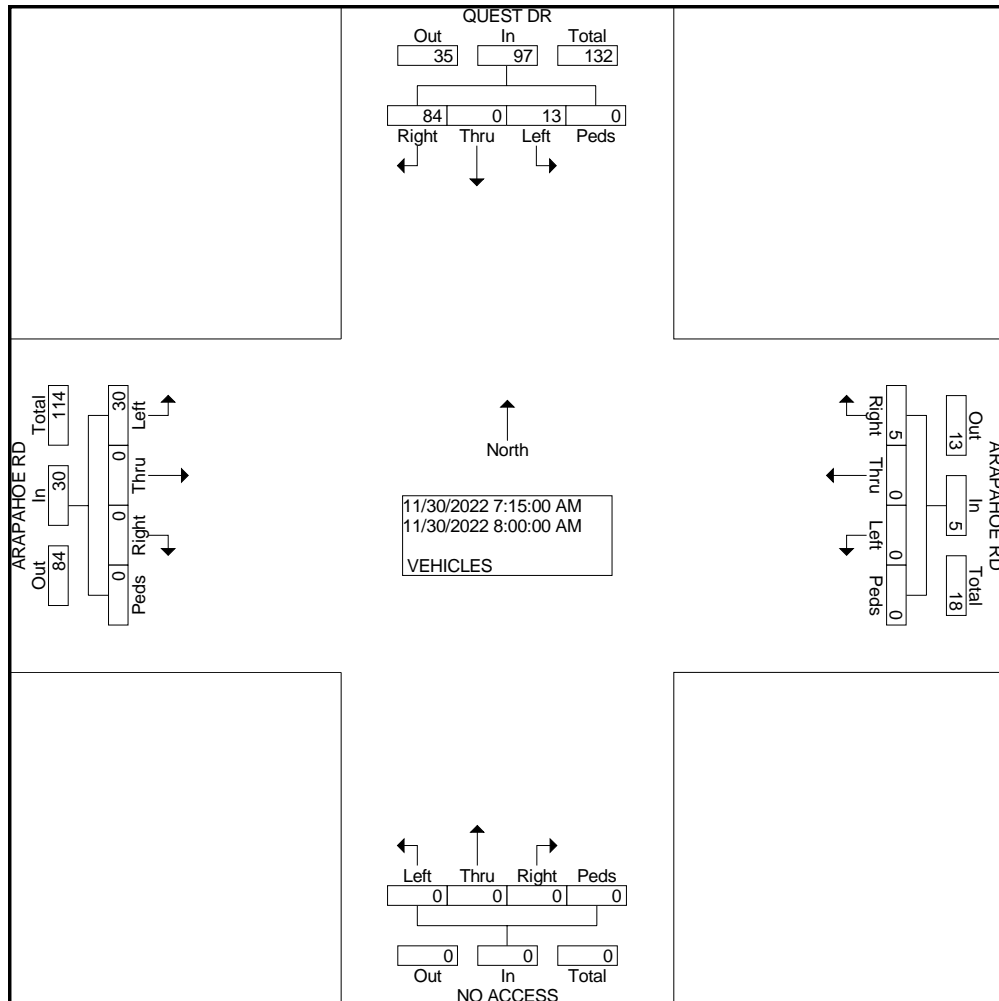 QUEST DR
Out In Total
35 97 132
84 0 13 0
Right Thru Left Peds
ARAPAHOE RD
Total In Out
114 30 84
30 0 0 0
Left Thru Right Peds
North
11/30/2022 7:15:00 AM
11/30/2022 8:00:00 AM
VEHICLES
Right Thru Left Peds
5 0 0 0
Out In Total
13 5 18
ARAPAHOE RD
Left Thru Right Peds
0 0 0 0
0 0 0
Out In Total
NO ACCESS